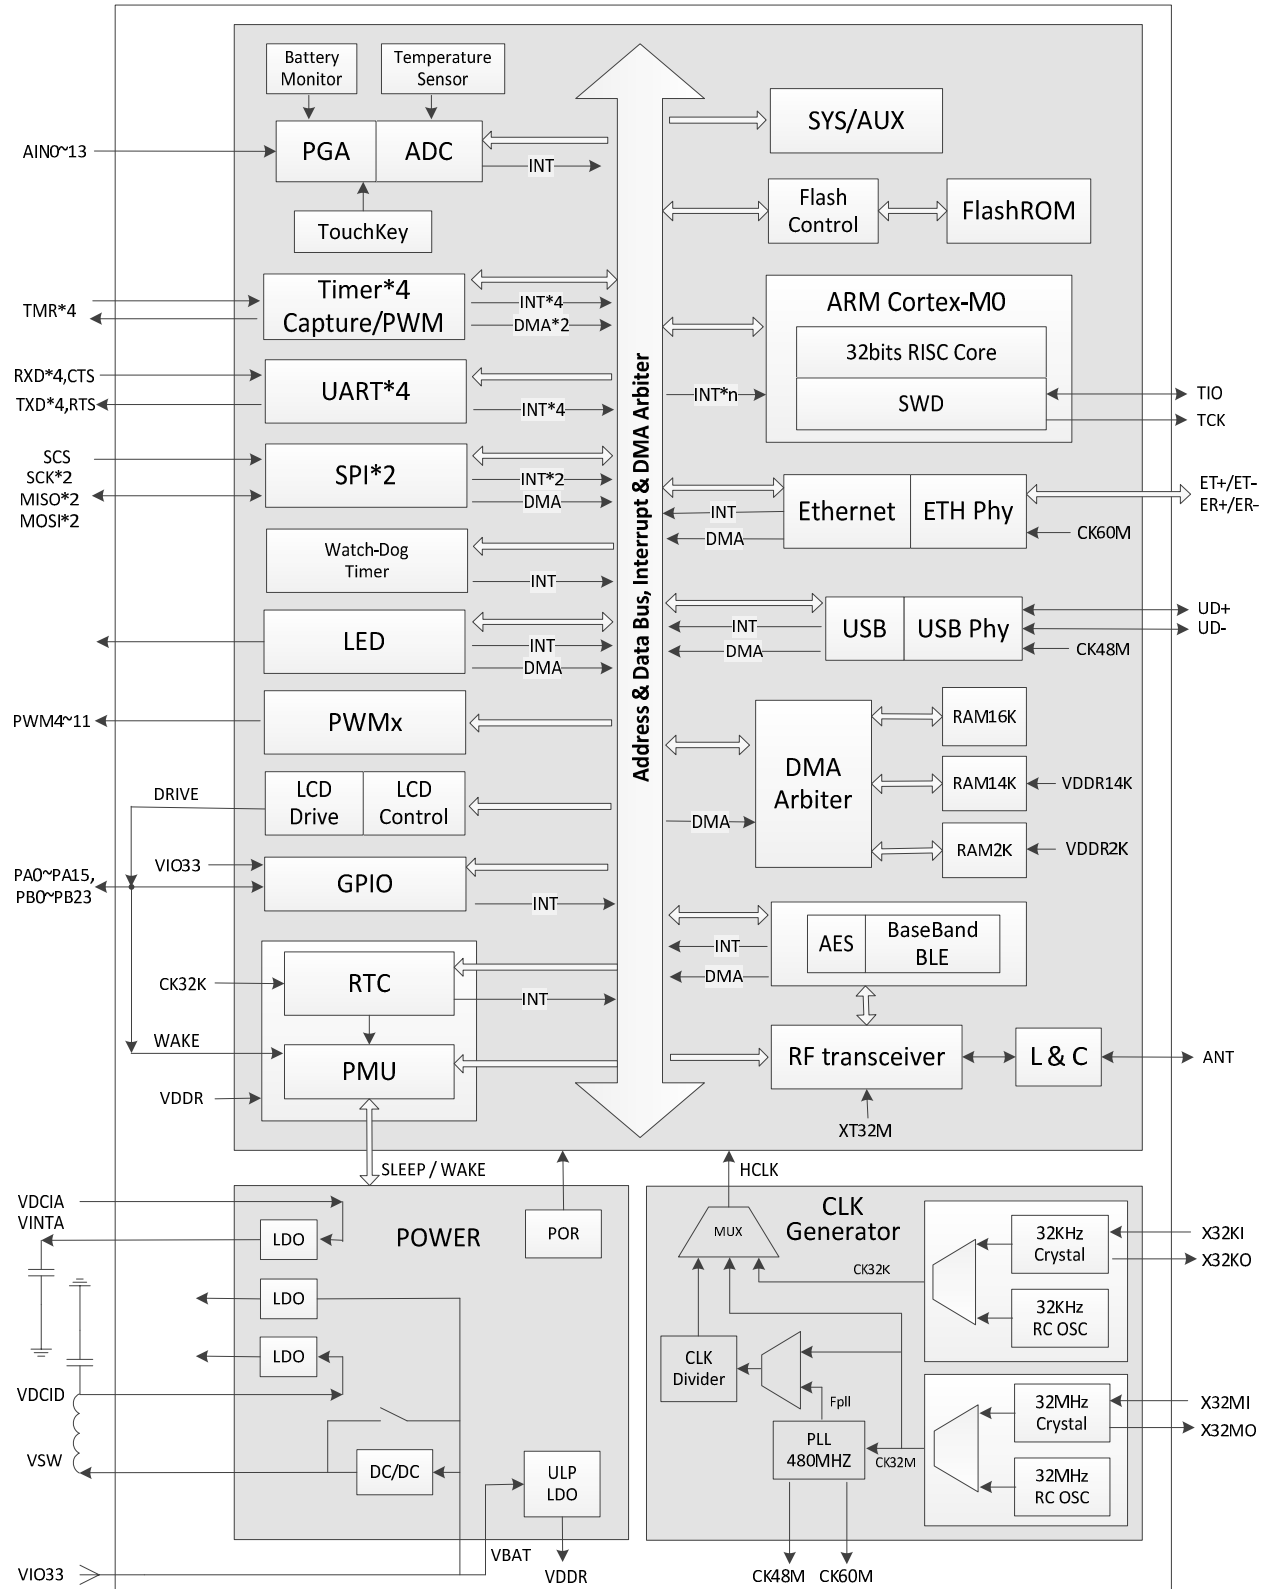 Battery
Monitor
Temperature
Sensor
AIN0~13
PGA
ADC
INT
TouchKey
TMR*4
Timer*4
Capture/PWM
INT*4
DMA*2
RXD*4,CTS
TXD*4,RTS
UART*4
INT*4
SCS
SCK*2
MISO*2
MOSI*2
SPI*2
INT*2
DMA
Watch-Dog
Timer
INT
LED
INT
DMA
PWM4~11
PWMx
DRIVE
LCD
Drive
LCD
Control
VIO33
PA0~PA15,
PB0~PB23
GPIO
INT
CK32K
RTC
INT
WAKE
PMU
VDDR
Address & Data Bus, Interrupt & DMA Arbiter
SYS/AUX
Flash
Control
FlashROM
ARM Cortex-M0
32bits RISC Core
SWD
INT*n
TIO
TCK
Ethernet
ETH Phy
INT
DMA
ET+/ET-
ER+/ER-
CK60M
USB
USB Phy
INT
DMA
UD+
UD-
CK48M
DMA
Arbiter
DMA
RAM16K
RAM14K
VDDR14K
RAM2K
VDDR2K
AES
BaseBand
BLE
INT
DMA
RF transceiver
L & C
ANT
XT32M
SLEEP / WAKE
HCLK
VDCIA
VINTA
LDO
POWER
POR
LDO
LDO
VDCID
VSW
DC/DC
ULP
LDO
VIO33
VBAT
VDDR
CLK
Generator
MUX
CK32K
32KHz
Crystal
X32KI
X32KO
32KHz
RC OSC
CLK
Divider
Fpll
PLL
480MHZ
CK32M
32MHz
Crystal
X32MI
X32MO
32MHz
RC OSC
CK48M
CK60M